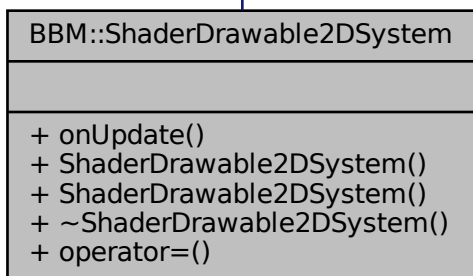 BBM::ShaderDrawable2DSystem
+ onUpdate()
+ ShaderDrawable2DSystem()
+ ShaderDrawable2DSystem()
+ ~ShaderDrawable2DSystem()
+ operator=()